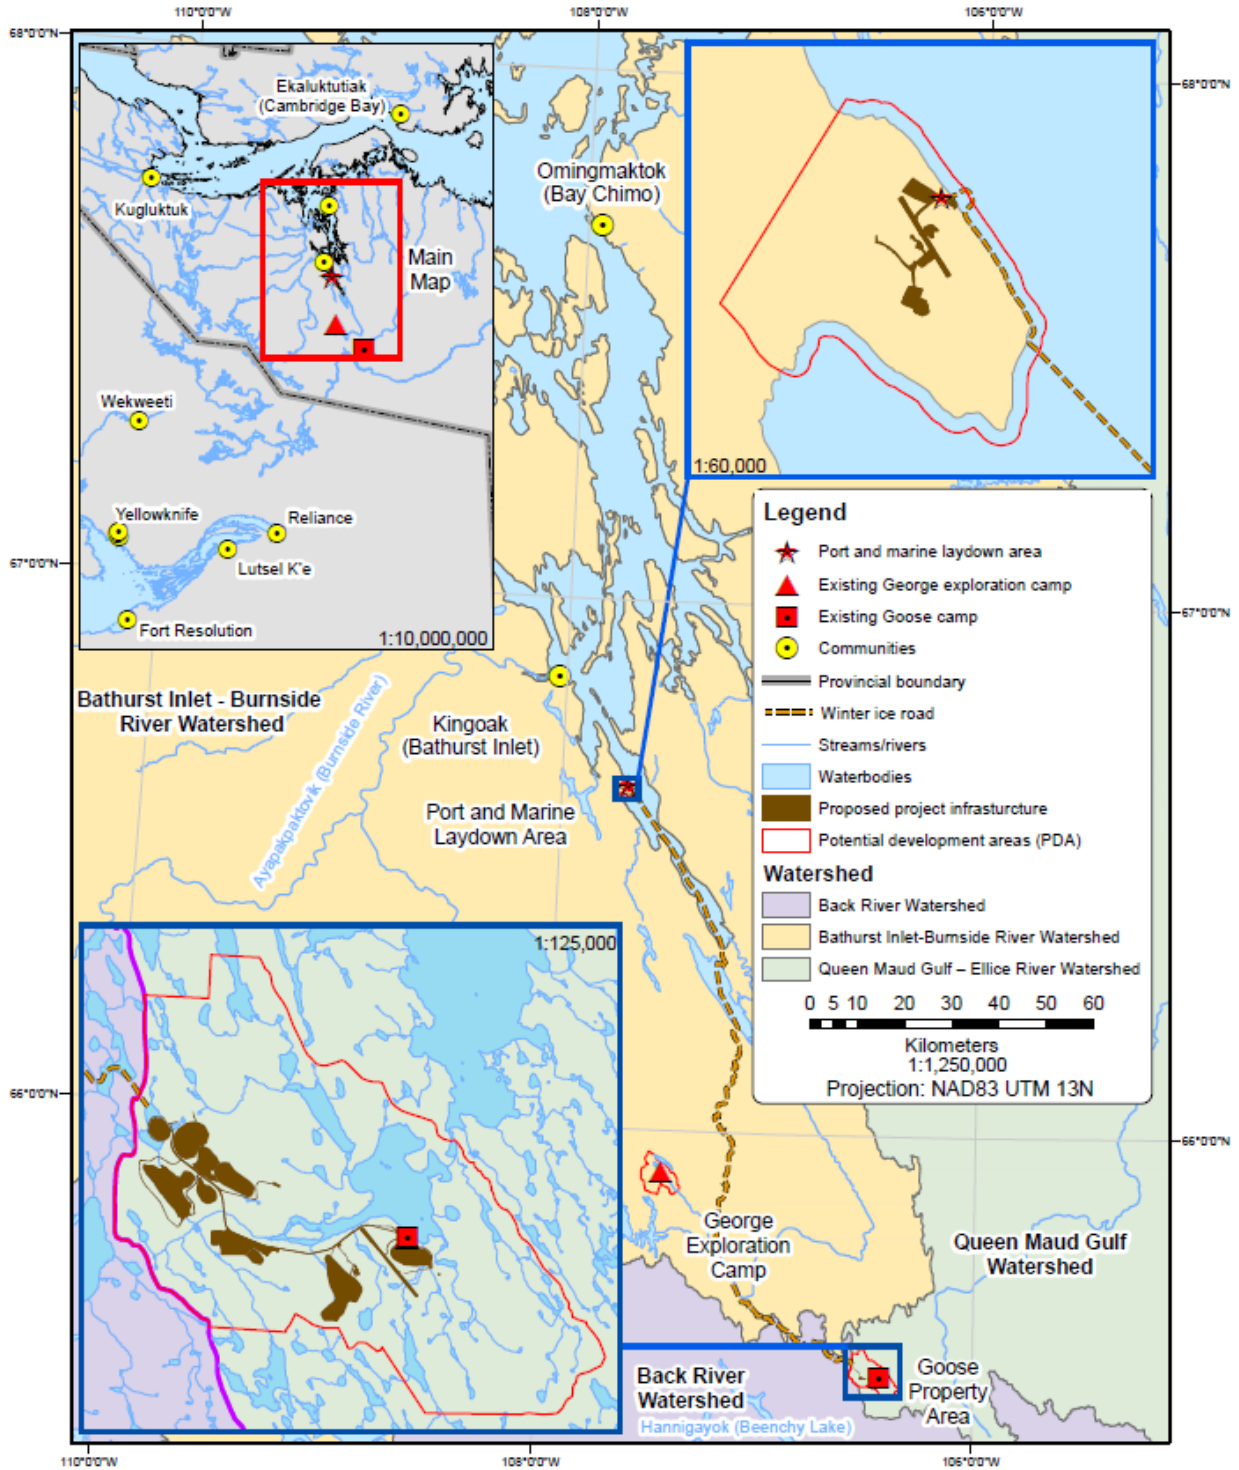 110°0'0"W
108°0'0"W
106°0'0"W
68°0'0"N
68°0'0"N
Ekaluktutiak
(Cambridge Bay)
Kugluktuk
Main
Map
Wekweeti
Yellowknife
Reliance
Lutsel K'e
Fort Resolution
1:10,000,000
Omingmaktok
(Bay Chimo)
1:60,000
67°0'0"N
67°0'0"N
Legend
Port and marine laydown area
Existing George exploration camp
Existing Goose camp
Communities
Provincial boundary
Winter ice road
Streams/rivers
Waterbodies
Proposed project infrasturcture
Potential development areas (PDA)
Watershed
Back River Watershed
Bathurst Inlet-Burnside River Watershed
Queen Maud Gulf – Ellice River Watershed
0 5 10 20 30 40 50 60
Kilometers
1:1,250,000
Projection: NAD83 UTM 13N
Bathurst Inlet - Burnside
River Watershed
Ayapakpaktovik (Burnside River)
Kingoak
(Bathurst Inlet)
Port and Marine
Laydown Area
1:125,000
66°0'0"N
66°0'0"N
George
Exploration
Camp
Queen Maud Gulf
Watershed
Back River
Watershed
Hannigayok (Beenchy Lake)
Goose
Property
Area
110°0'0"W
108°0'0"W
106°0'0"W